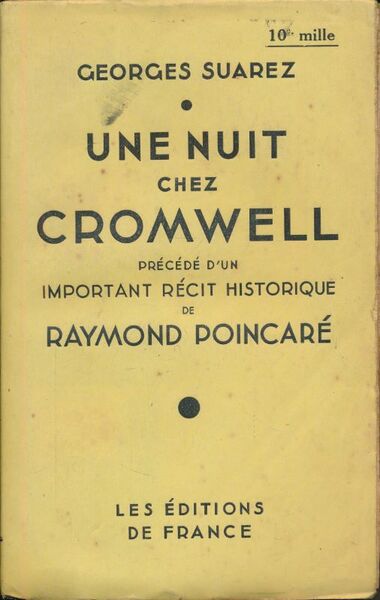 10e mille
GEORGES SUAREZ
UNE NUIT
CHEZ
CROMWELL
PRÉCÉDÉ D'UN
IMPORTANT RÉCIT HISTORIQUE
DE
RAYMOND POINCARÉ
LES ÉDITIONS
DE FRANCE